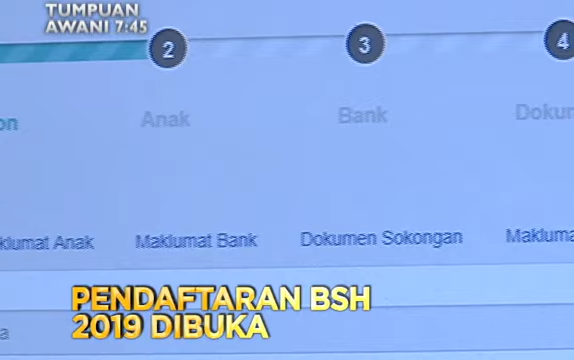 TUMPUAN
AWANI 7:45
2
3
4
Anak
Bank
Maklumat Bank
Dokumen Sokongan
PENDAFTARAN BSH
2019 DIBUKA